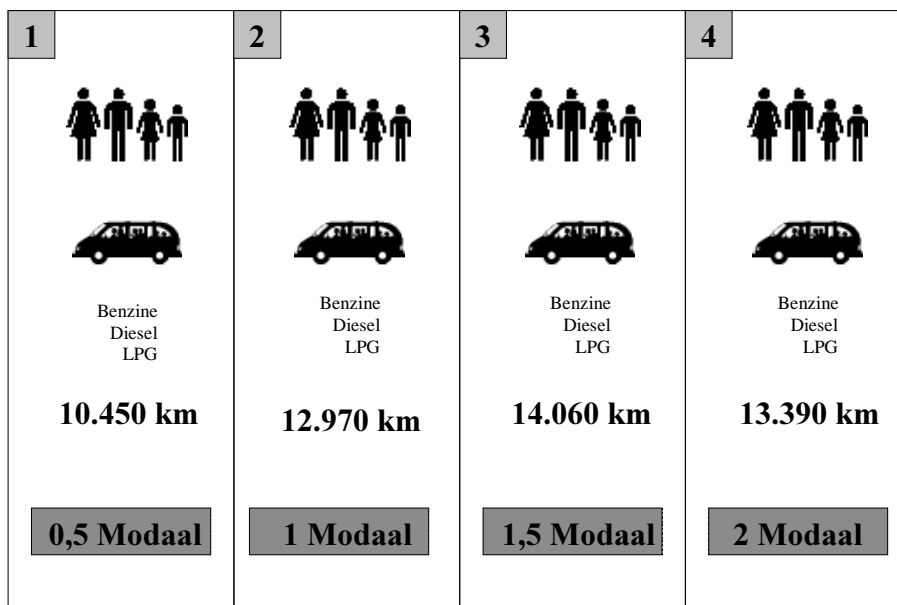 1
Benzine
Diesel
LPG
10.450 km
0,5 Modaal
2
Benzine
Diesel
LPG
12.970 km
1 Modaal
3
Benzine
Diesel
LPG
14.060 km
1,5 Modaal
4
Benzine
Diesel
LPG
13.390 km
2 Modaal